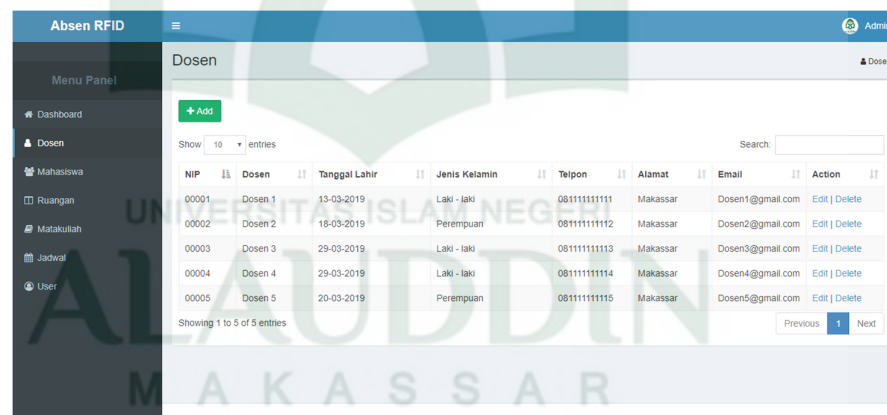 Absen RFID
Admi
Dosen
Dose
Menu Panel
Dashboard
Dosen
Mahasiswa
Ruangan
Matakuliah
Jadwal
User
+ Add
Show 10 entries
Search:
NIP Dosen Tanggal Lahir Jenis Kelamin Telpon Alamat Email Action
00001 Dosen 1 13-03-2019 Laki - laki 081111111111 Makassar Dosen1@gmail.com Edit | Delete
00002 Dosen 2 18-03-2019 Perempuan 081111111112 Makassar Dosen2@gmail.com Edit | Delete
00003 Dosen 3 29-03-2019 Laki - laki 081111111113 Makassar Dosen3@gmail.com Edit | Delete
00004 Dosen 4 29-03-2019 Laki - laki 081111111114 Makassar Dosen4@gmail.com Edit | Delete
00005 Dosen 5 20-03-2019 Perempuan 081111111115 Makassar Dosen5@gmail.com Edit | Delete
Showing 1 to 5 of 5 entries
Previous 1 Next
UNIVERSITAS ISLAM NEGERI
ALAUDDIN
MAKASSAR